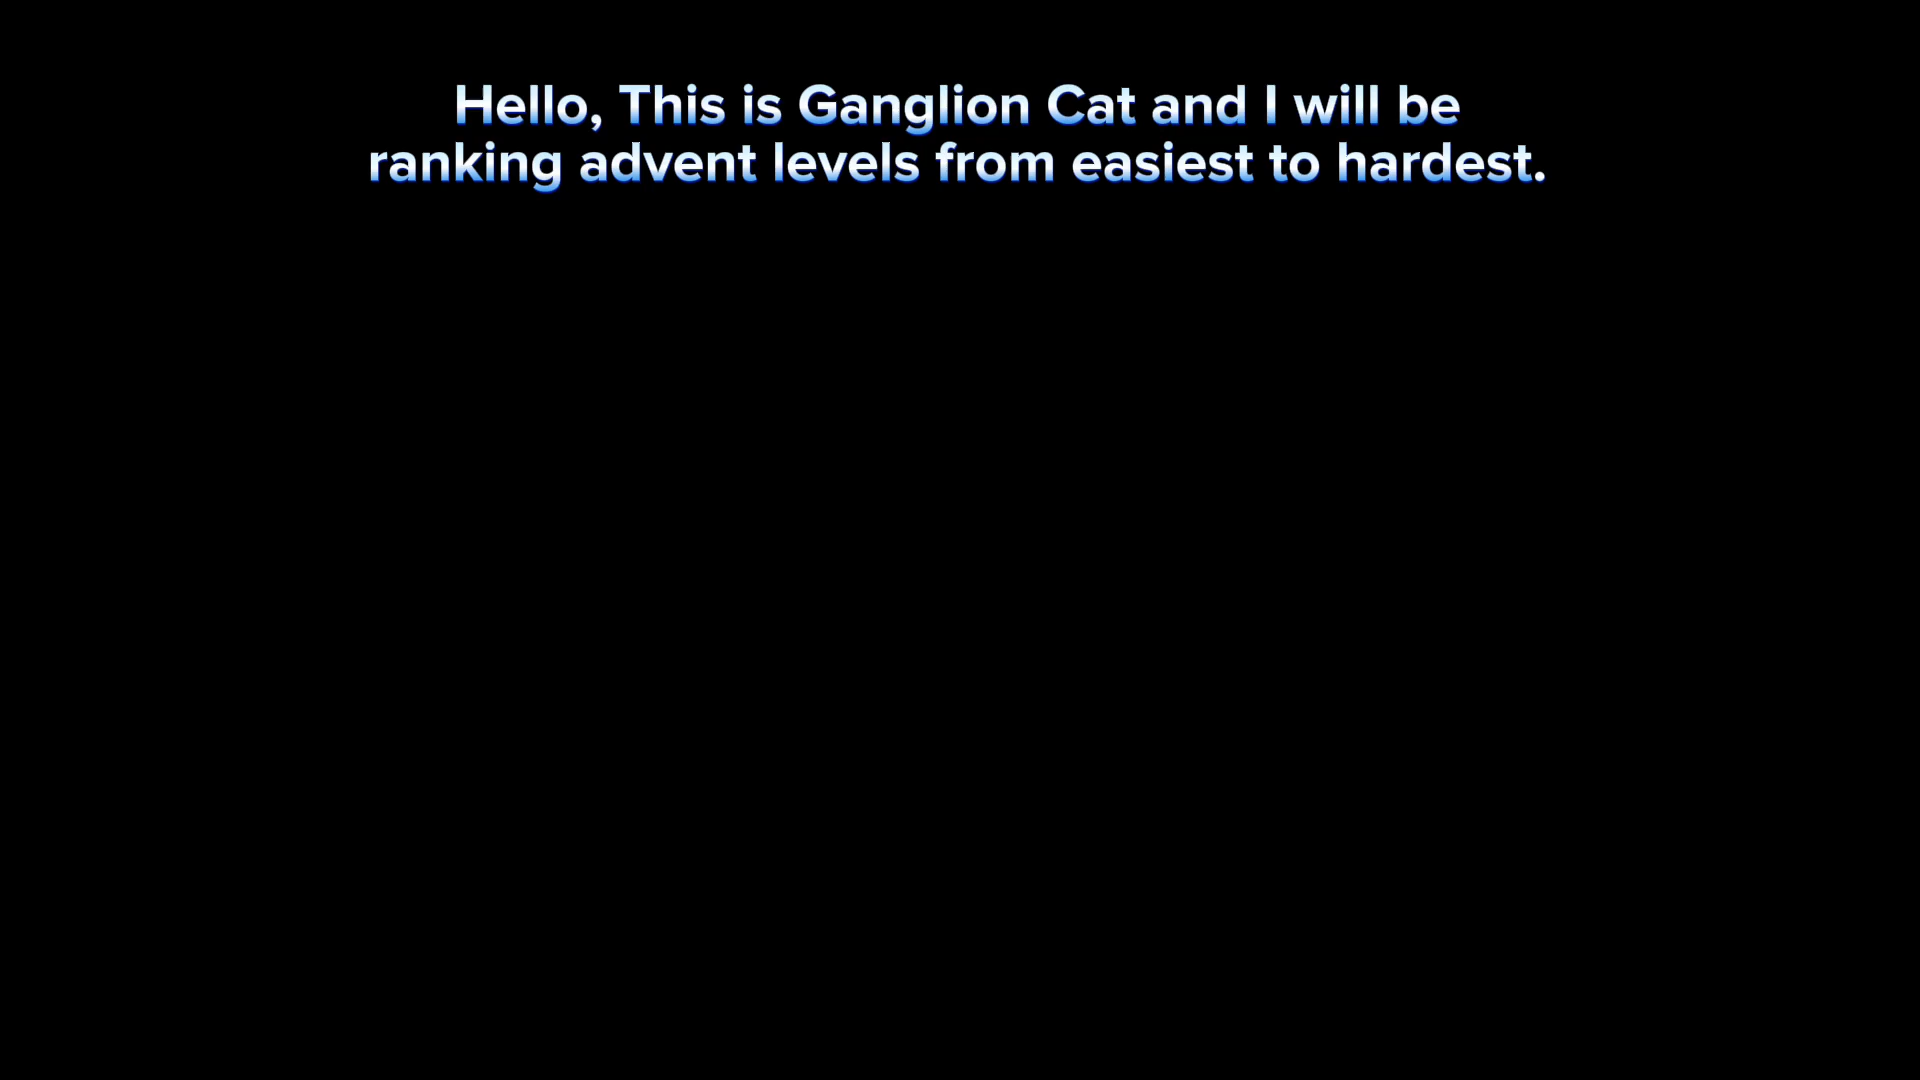 Hello, This is Ganglion Cat and I will be
ranking advent levels from easiest to hardest.